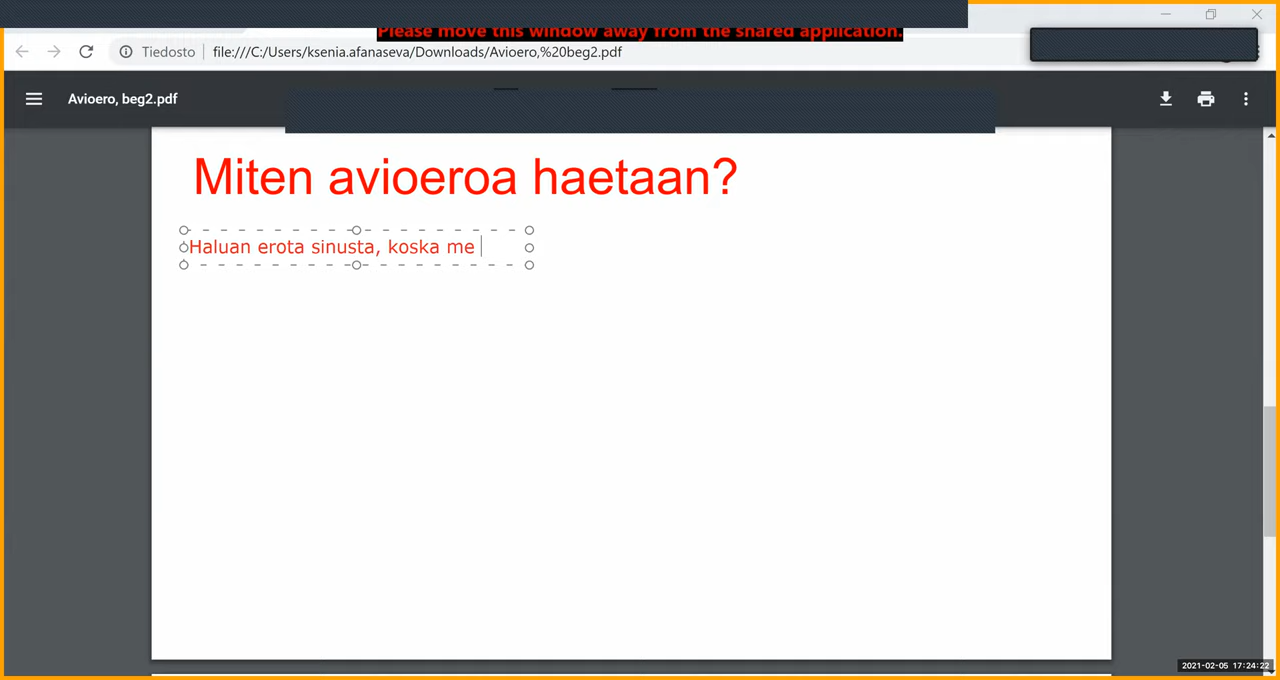 Please move this window away from the shared application.
Tiedosto
file:///C:/Users/ksenia.afanaseva/Downloads/Avioero,%20beg2.pdf
Avioero, beg2.pdf
Miten avioeroa haetaan?
Haluan erota sinusta, koska me
2021-02-05 17:24:22